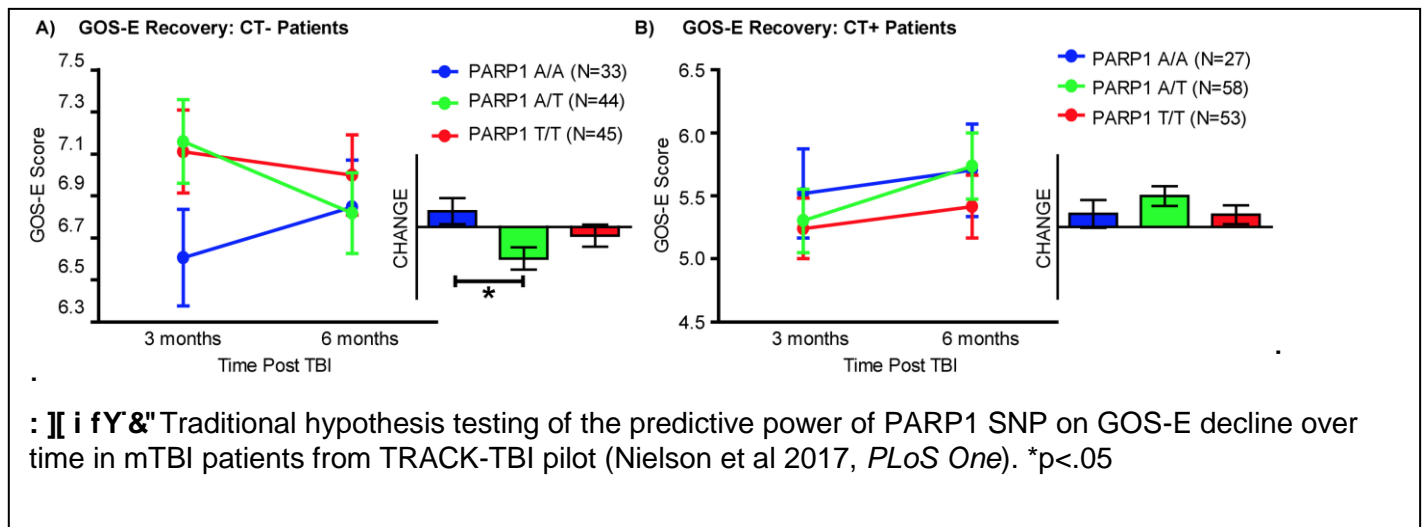 A) GOS-E Recovery: CT- Patients
7.5
7.3
7.1
6.9
6.7
6.5
6.3
GOS-E Score
3 months 6 months
Time Post TBI
PARP1 A/A (N=33)
PARP1 A/T (N=44)
PARP1 T/T (N=45)
CHANGE
*
B) GOS-E Recovery: CT+ Patients
6.5
6.0
5.5
5.0
4.5
GOS-E Score
3 months 6 months
Time Post TBI
PARP1 A/A (N=27)
PARP1 A/T (N=58)
PARP1 T/T (N=53)
CHANGE
.
.
: ][ i fY &" Traditional hypothesis testing of the predictive power of PARP1 SNP on GOS-E decline over
time in mTBI patients from TRACK-TBI pilot (Nielson et al 2017, PLoS One). *p<.05